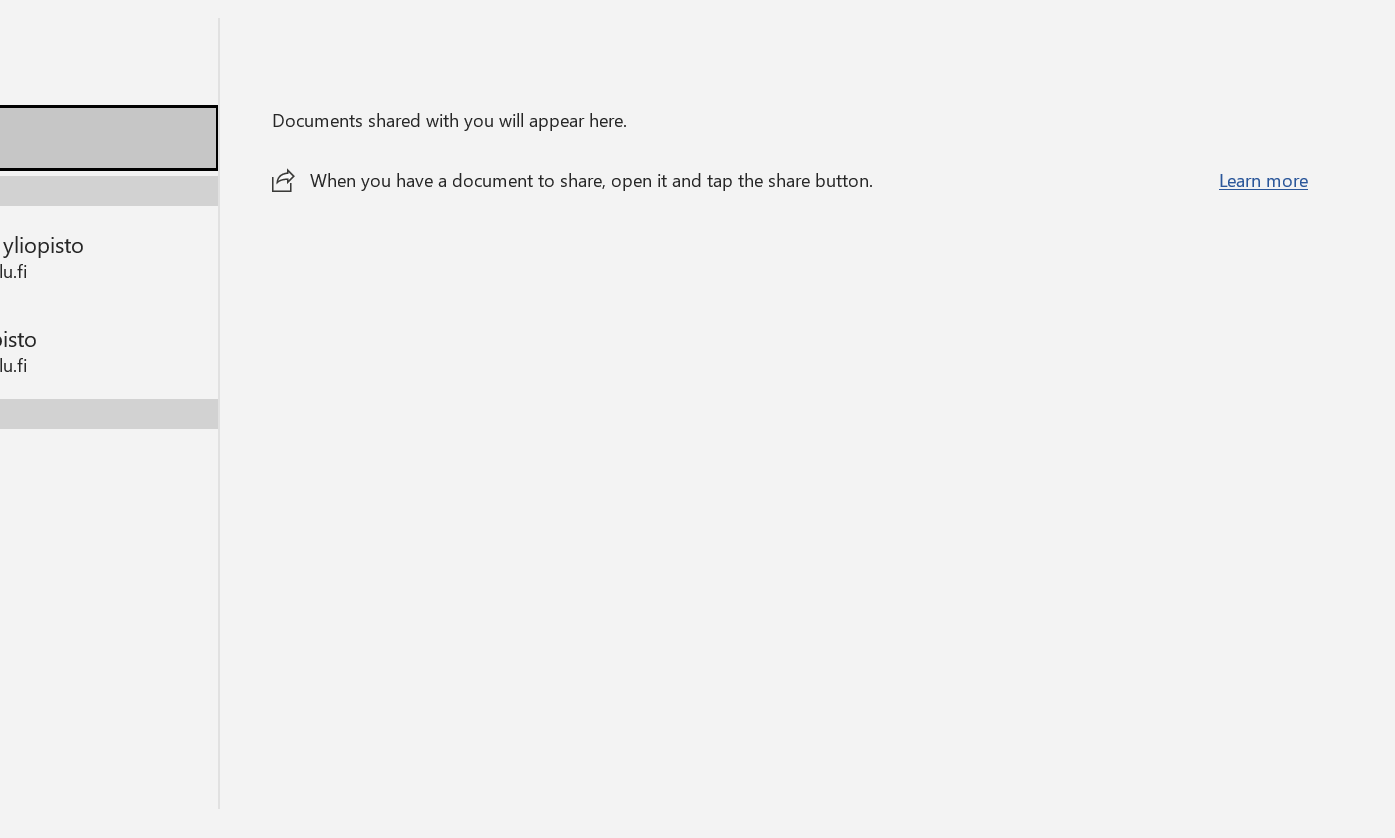 Documents shared with you will appear here.
When you have a document to share, open it and tap the share button.
Learn more
yliopisto
lu.fi
pisto
lu.fi